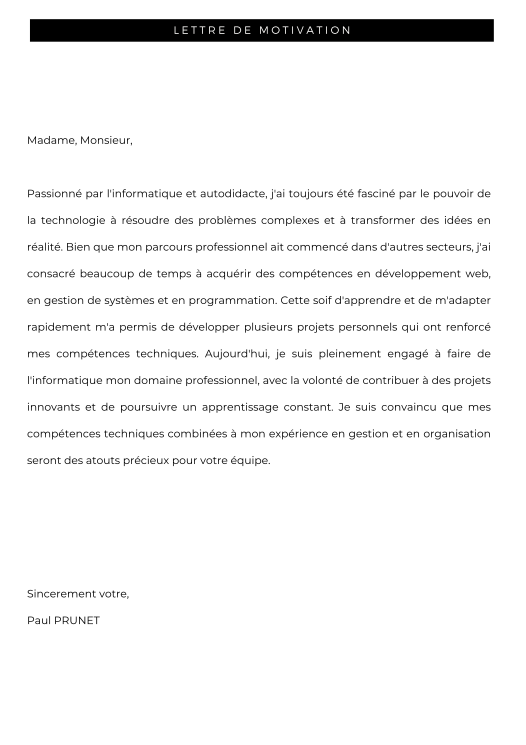 LETTRE DE MOTIVATION
Madame, Monsieur,
Passionné par l'informatique et autodidacte, j'ai toujours été fasciné par le pouvoir de
la technologie à résoudre des problèmes complexes et à transformer des idées en
réalité. Bien que mon parcours professionnel ait commencé dans d'autres secteurs, j'ai
consacré beaucoup de temps à acquérir des compétences en développement web,
en gestion de systèmes et en programmation. Cette soif d'apprendre et de m'adapter
rapidement m'a permis de développer plusieurs projets personnels qui ont renforcé
mes compétences techniques. Aujourd'hui, je suis pleinement engagé à faire de
l'informatique mon domaine professionnel, avec la volonté de contribuer à des projets
innovants et de poursuivre un apprentissage constant. Je suis convaincu que mes
compétences techniques combinées à mon expérience en gestion et en organisation
seront des atouts précieux pour votre équipe.
Sincerement votre,
Paul PRUNET